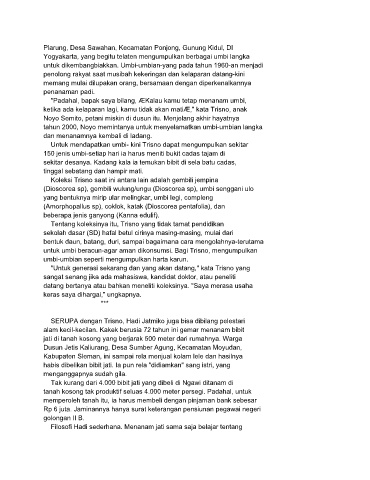 Plarung, Desa Sawahan, Kecamatan Ponjong, Gunung Kidul, DI
Yogyakarta, yang begitu telaten mengumpulkan berbagai umbi langka
untuk dikembangbiakkan. Umbi-umbian-yang pada tahun 1960-an menjadi
penolong rakyat saat musibah kekeringan dan kelaparan datang-kini
memang mulai dilupakan orang, bersamaan dengan diperkenalkannya
penanaman padi.
"Padahal, bapak saya bilang, ÆKalau kamu tetap menanam umbi,
ketika ada kelaparan lagi, kamu tidak akan matiÆ," kata Trisno, anak
Noyo Semito, petani miskin di dusun itu. Menjelang akhir hayatnya
tahun 2000, Noyo memintanya untuk menyelamatkan umbi-umbian langka
dan menanamnya kembali di ladang.
Untuk mendapatkan umbi- kini Trisno dapat mengumpulkan sekitar
150 jenis umbi-setiap hari ia harus meniti bukit cadas tajam di
sekitar desanya. Kadang kala ia temukan bibit di sela batu cadas,
tinggal sebatang dan hampir mati.
Koleksi Trisno saat ini antara lain adalah gembili jempina
(Dioscorea sp), gembili wulung/ungu (Dioscorea sp), umbi songgani ulo
yang bentuknya mirip ular melingkar, umbi legi, compleng
(Amorphopallus sp), coklok, katak (Dioscorea pentafolia), dan
beberapa jenis ganyong (Kanna edulif).
Tentang koleksinya itu, Trisno yang tidak tamat pendidikan
sekolah dasar (SD) hafal betul cirinya masing-masing, mulai dari
bentuk daun, batang, duri, sampai bagaimana cara mengolahnya-terutama
untuk umbi beracun-agar aman dikonsumsi. Bagi Trisno, mengumpulkan
umbi-umbian seperti mengumpulkan harta karun.
"Untuk generasi sekarang dan yang akan datang," kata Trisno yang
sangat senang jika ada mahasiswa, kandidat doktor, atau peneliti
datang bertanya atau bahkan meneliti koleksinya. "Saya merasa usaha
keras saya dihargai," ungkapnya.
***
SERUPA dengan Trisno, Hadi Jatmiko juga bisa dibilang pelestari
alam kecil-kecilan. Kakek berusia 72 tahun ini gemar menanam bibit
jati di tanah kosong yang berjarak 500 meter dari rumahnya. Warga
Dusun Jetis Kaliurang, Desa Sumber Agung, Kecamatan Moyudan,
Kabupaten Sleman, ini sampai rela menjual kolam lele dan hasilnya
habis dibelikan bibit jati. Ia pun rela "didiamkan" sang istri, yang
menganggapnya sudah gila.
Tak kurang dari 4.000 bibit jati yang dibeli di Ngawi ditanam di
tanah kosong tak produktif seluas 4.000 meter persegi. Padahal, untuk
memperoleh tanah itu, ia harus membeli dengan pinjaman bank sebesar
Rp 6 juta. Jaminannya hanya surat keterangan pensiunan pegawai negeri
golongan II B.
Filosofi Hadi sederhana. Menanam jati sama saja belajar tentang